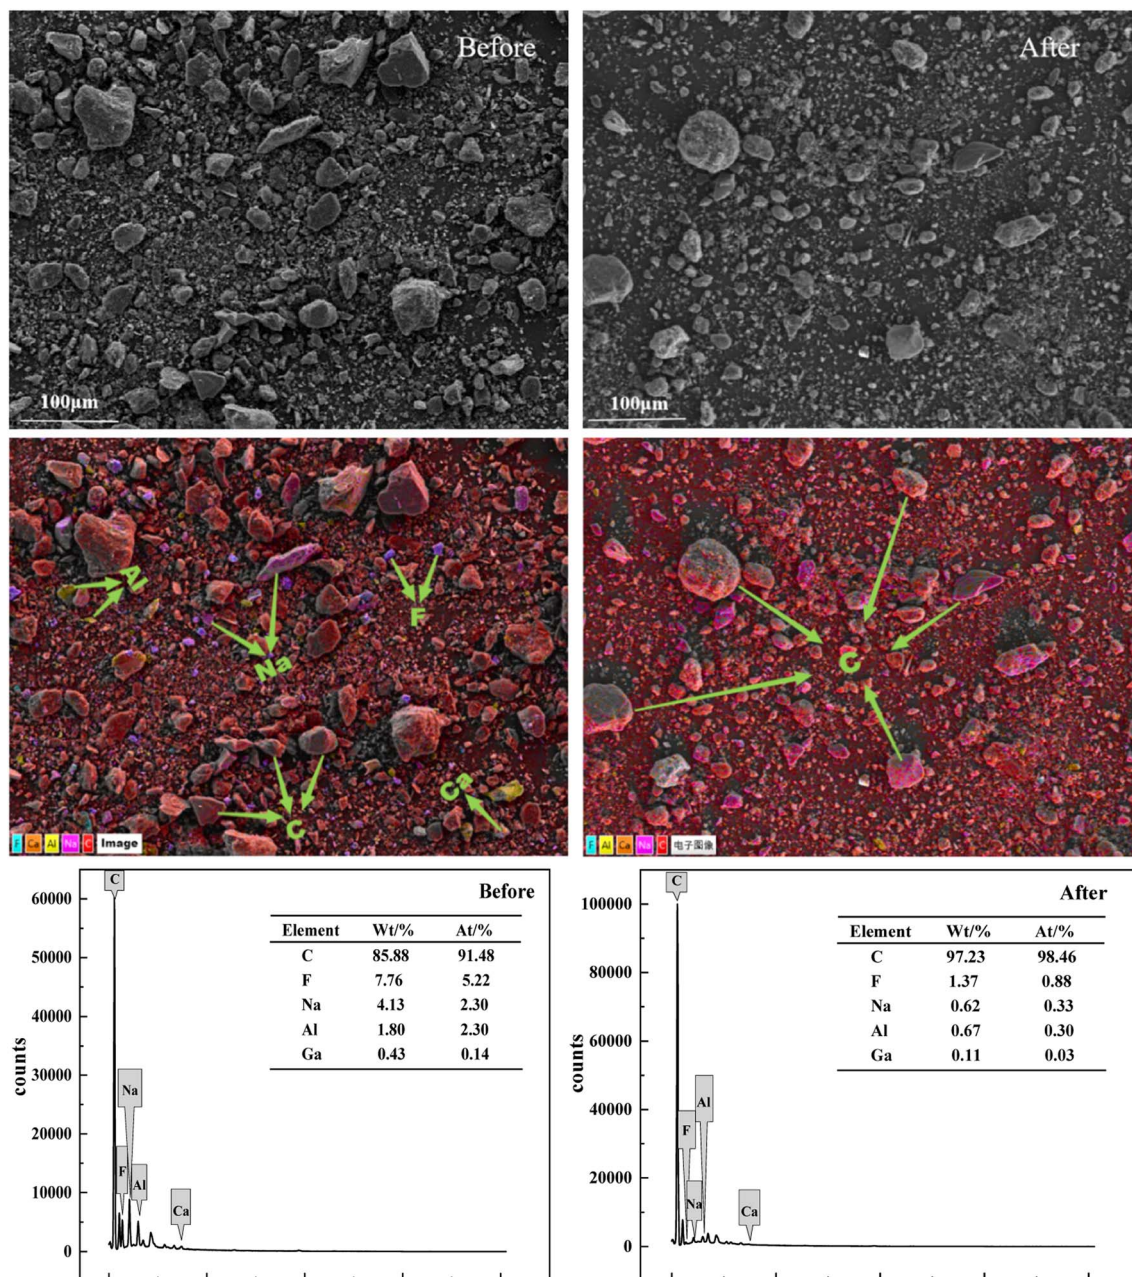 Before
After
100μm
100μm
Al
F
Na
Ca
C
C
F Ca Al Na C Image
F Al Ca Na C 电子图像
Before
C
60000
50000
40000
30000
20000
10000
0
counts
Element Wt/% At/%
C 85.88 91.48
F 7.76 5.22
Na 4.13 2.30
Al 1.80 2.30
Ga 0.43 0.14
Na
F
Al
Ca
After
C
100000
80000
60000
40000
20000
0
counts
Element Wt/% At/%
C 97.23 98.46
F 1.37 0.88
Na 0.62 0.33
Al 0.67 0.30
Ga 0.11 0.03
Al
F
Na
Ca